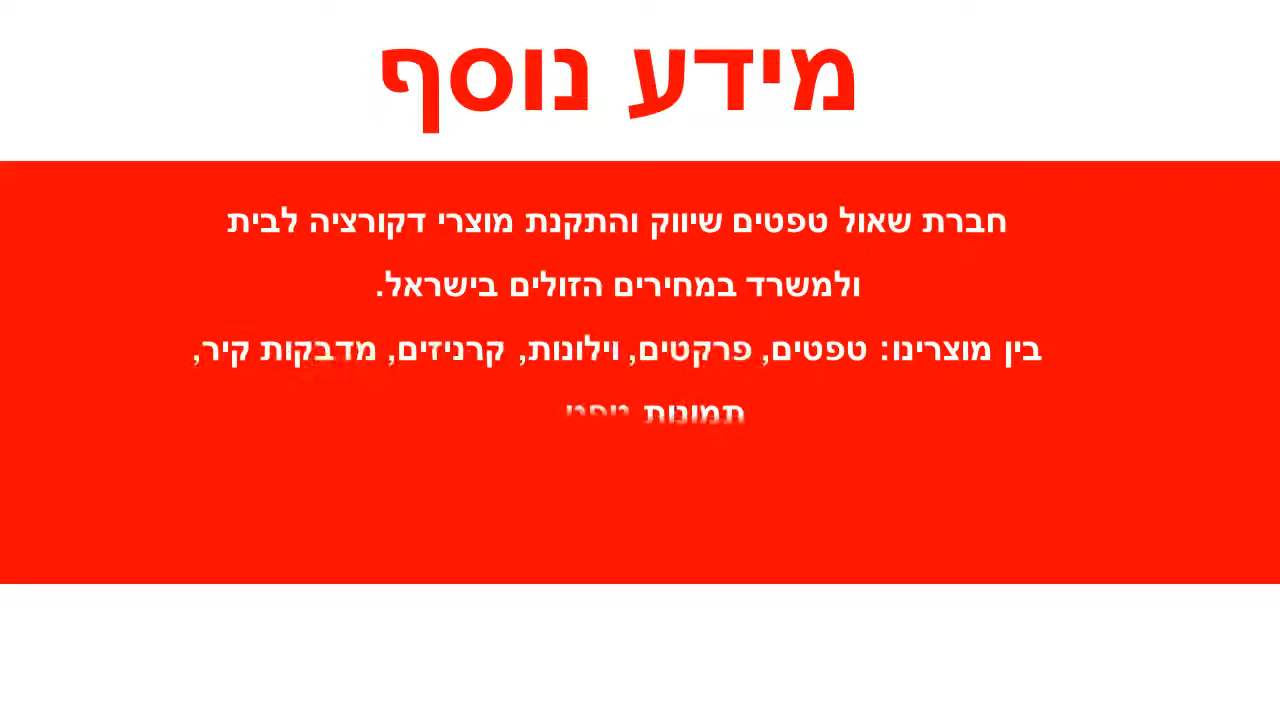 מידע נוסף
חברת שאול טפטים שיווק והתקנת מוצרי דקורציה לבית
ולמשרד במחירים הזולים בישראל.
בין מוצרינו: טפטים, פרקטים, וילונות, קרניזים, מדבקות קיר,
תמונות